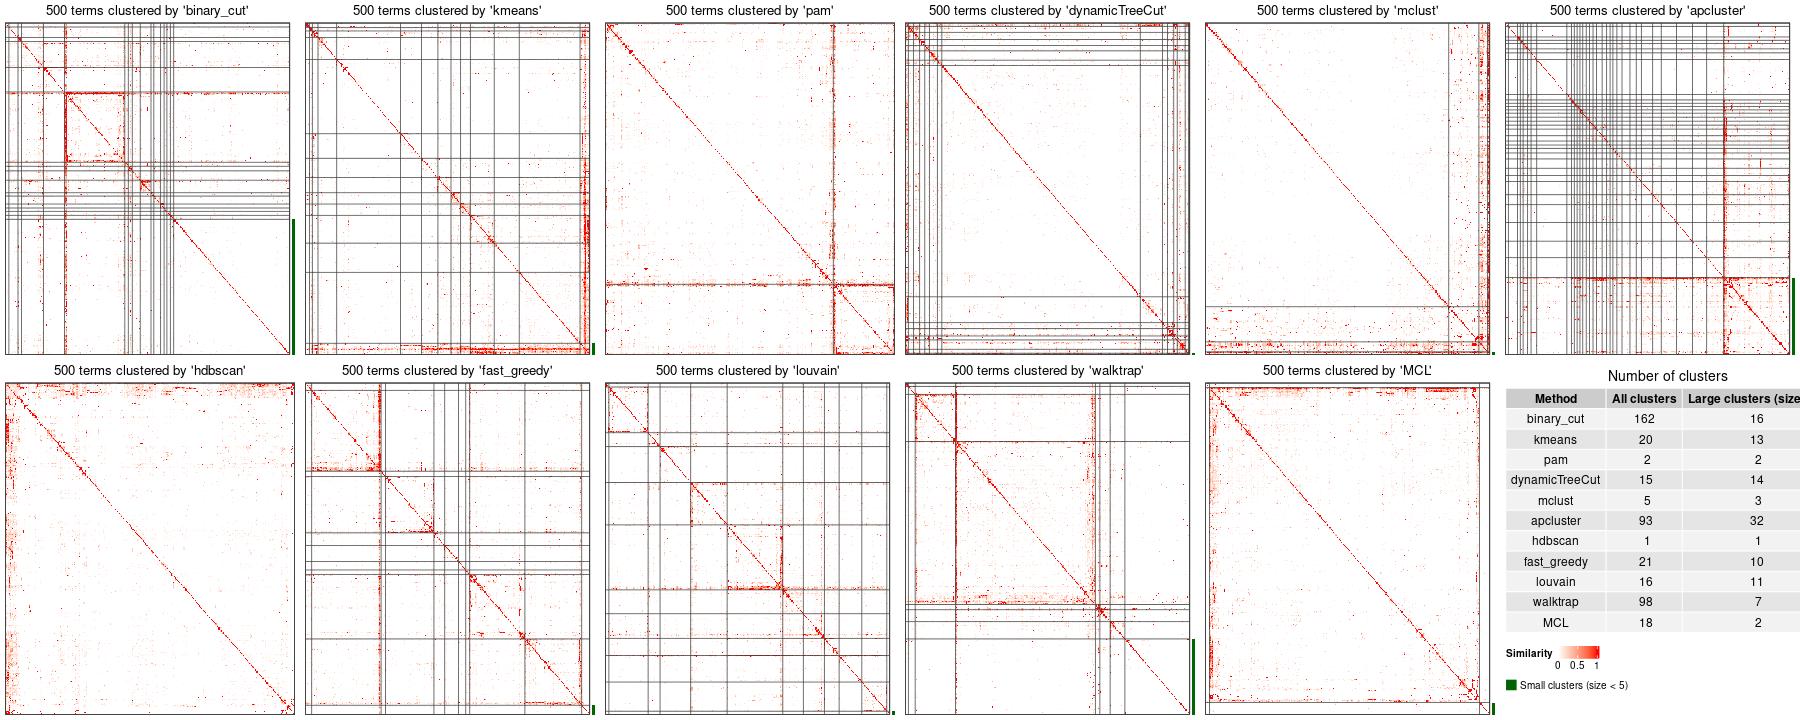 500 terms clustered by 'binary_cut'
500 terms clustered by 'kmeans'
500 terms clustered by 'pam'
500 terms clustered by 'dynamicTreeCut'
500 terms clustered by 'mclust'
500 terms clustered by 'apcluster'
500 terms clustered by 'hdbscan'
500 terms clustered by 'fast_greedy'
500 terms clustered by 'louvain'
500 terms clustered by 'walktrap'
500 terms clustered by 'MCL'
Number of clusters
Method All clusters Large clusters (size
binary_cut 162 16
kmeans 20 13
pam 2 2
dynamicTreeCut 15 14
mclust 5 3
apcluster 93 32
hdbscan 1 1
fast_greedy 21 10
louvain 16 11
walktrap 98 7
MCL 18 2
Similarity
0 0.5 1
Small clusters (size < 5)